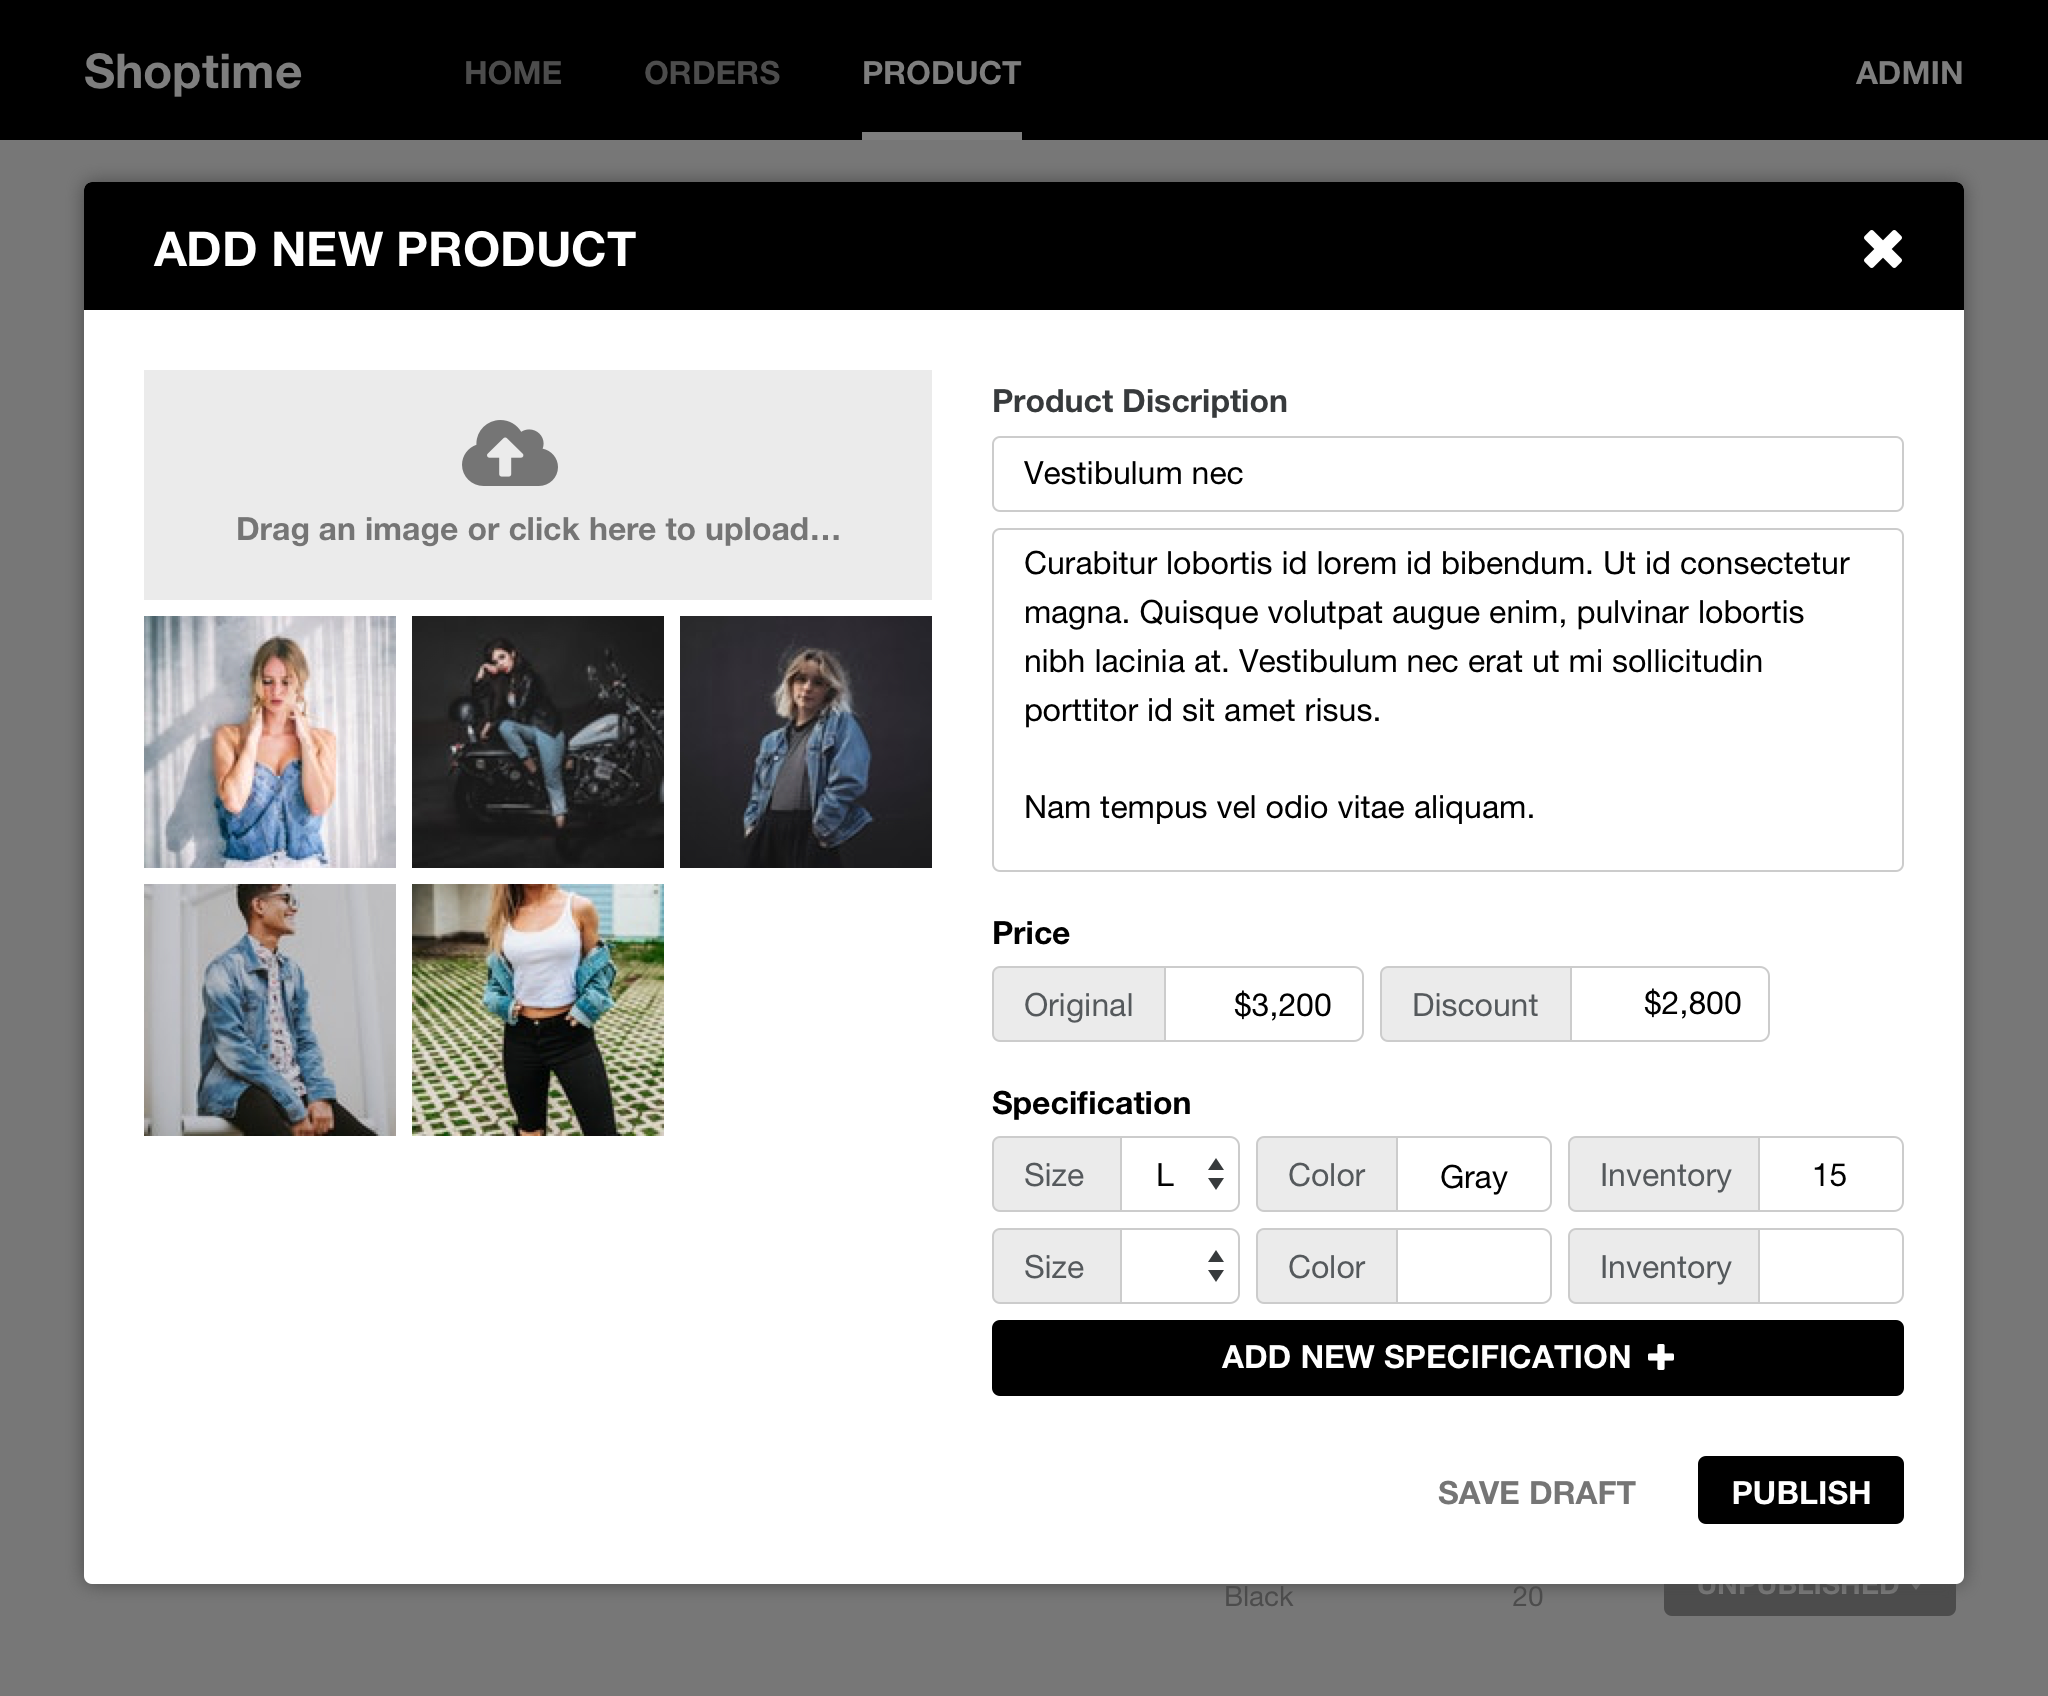 Shoptime
HOME
ORDERS
PRODUCT
ADMIN
ADD NEW PRODUCT
Drag an image or click here to upload...
Product Discription
Vestibulum nec
Curabitur lobortis id lorem id bibendum. Ut id consectetur
magna. Quisque volutpat augue enim, pulvinar lobortis
nibh lacinia at. Vestibulum nec erat ut mi sollicitudin
porttitor id sit amet risus.
Nam tempus vel odio vitae aliquam.
Price
Original $3,200
Discount $2,800
Specification
Size L
Color Gray
Inventory 15
Size
Color
Inventory
ADD NEW SPECIFICATION
SAVE DRAFT
PUBLISH
Black
20
UNPUBLISHED